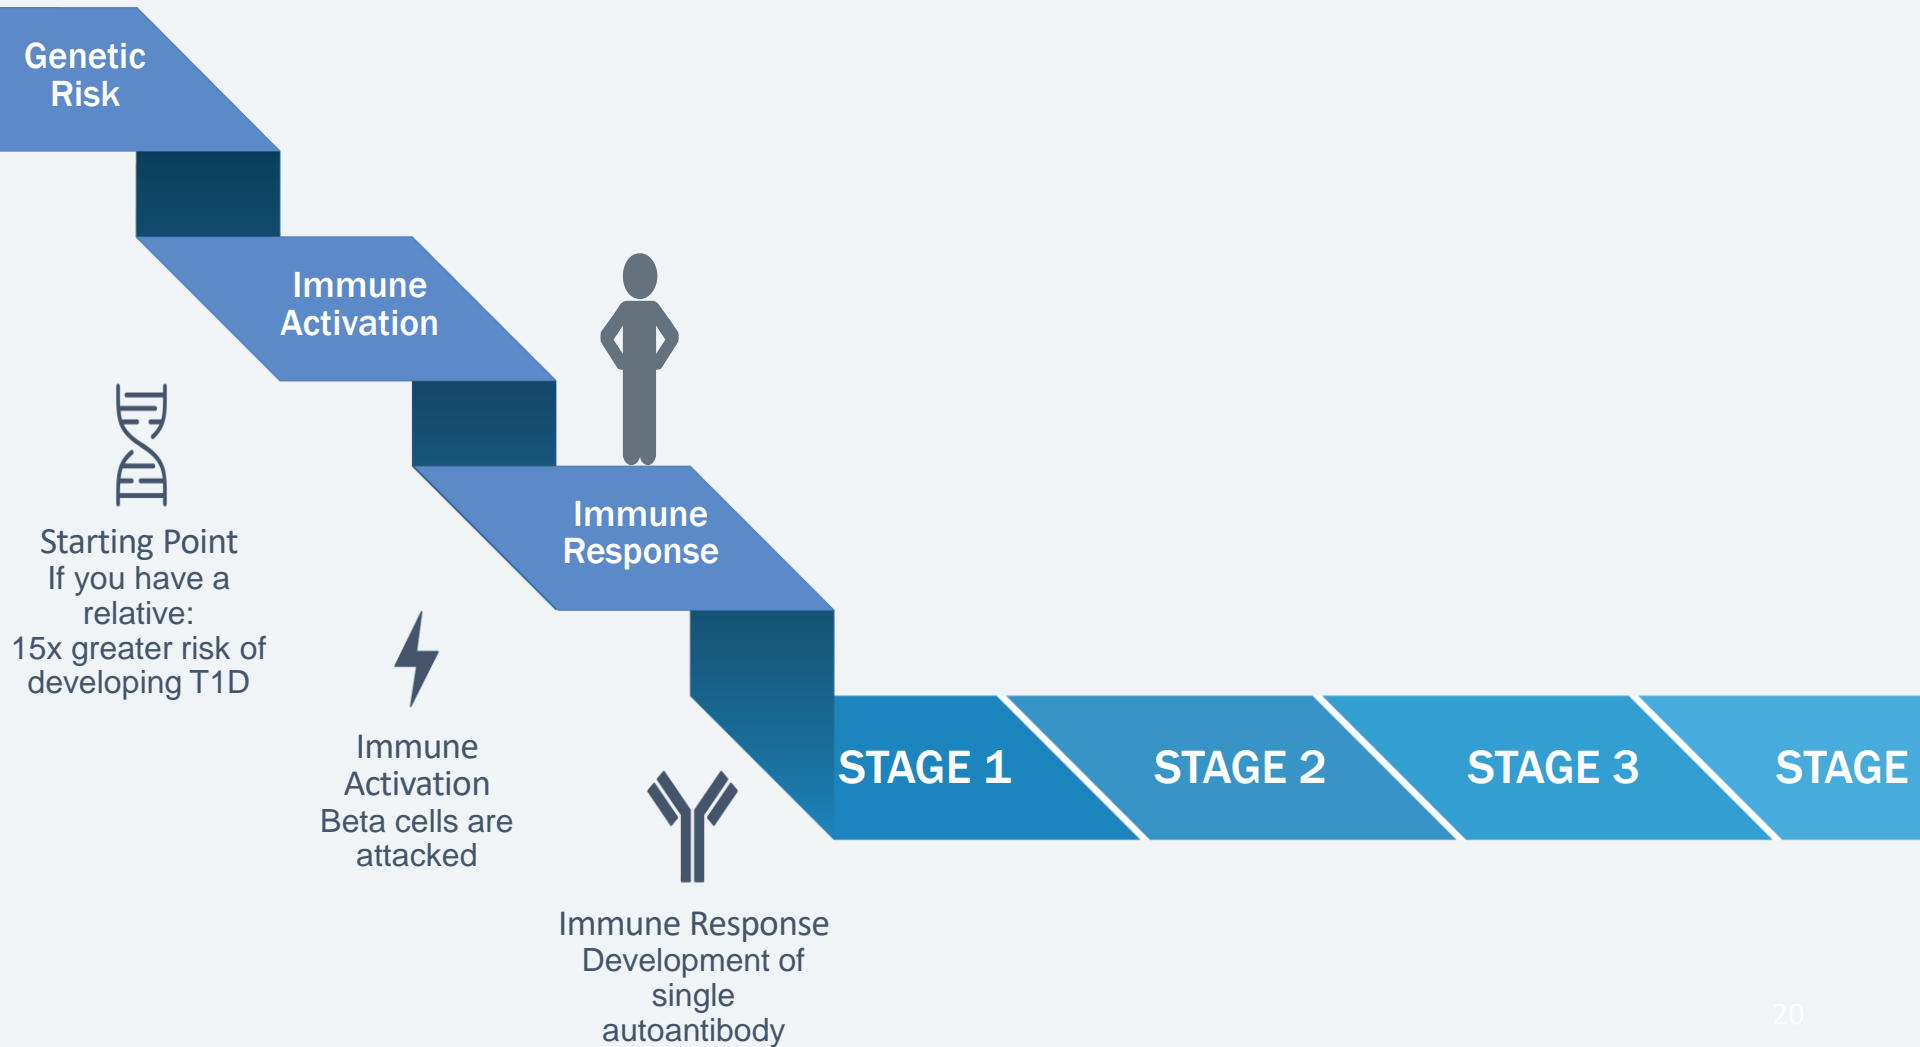 Genetic
Risk
Immune
Activation
Immune
Response
Starting Point
If you have a
relative:
15x greater risk of
developing T1D
Immune
Activation
Beta cells are
attacked
STAGE 1
STAGE 2
STAGE 3
STAGE
Immune Response
Development of
single
autoantibody
20